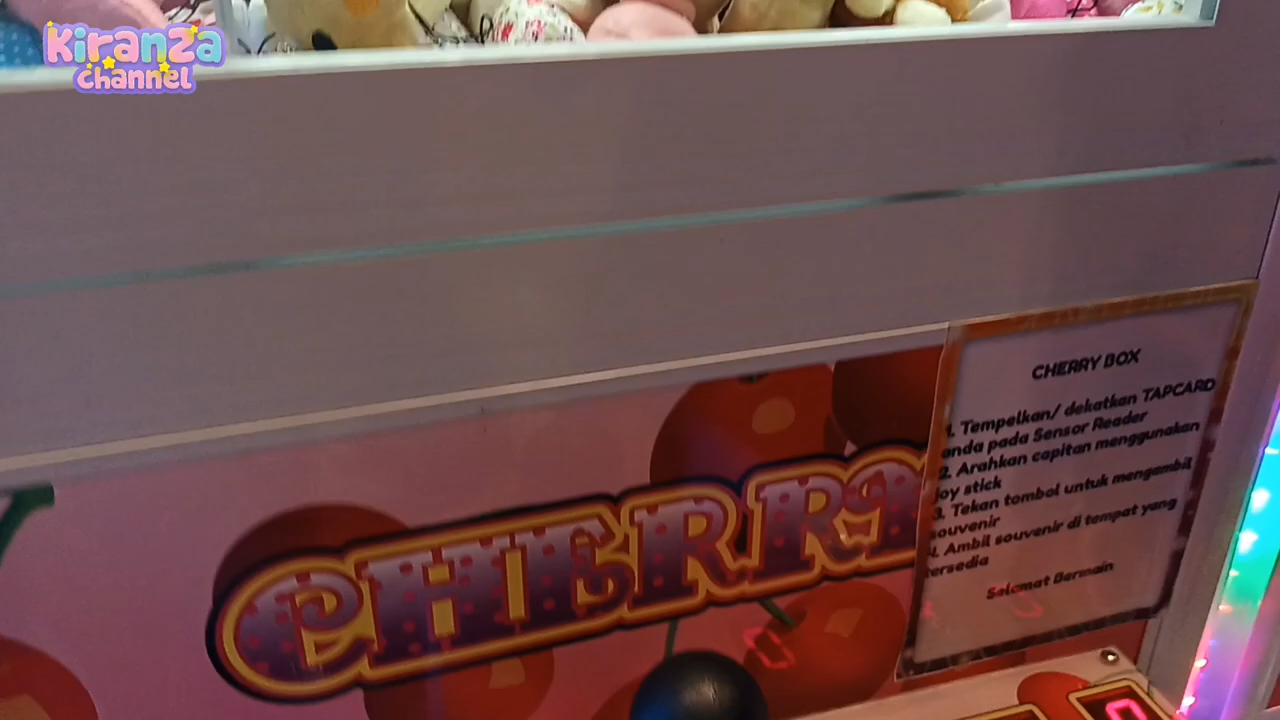 KiranZa
channel
CHERRY
CHERRY BOX
1. Tempelkan/ dekatkan TAPCARD
anda pada Sensor Reader
2. Arahkan capitan menggunakan
joy stick
3. Tekan tombol untuk mengambil
souvenir
4. Ambil souvenir di tempat yang
tersedia
Selamat Bermain